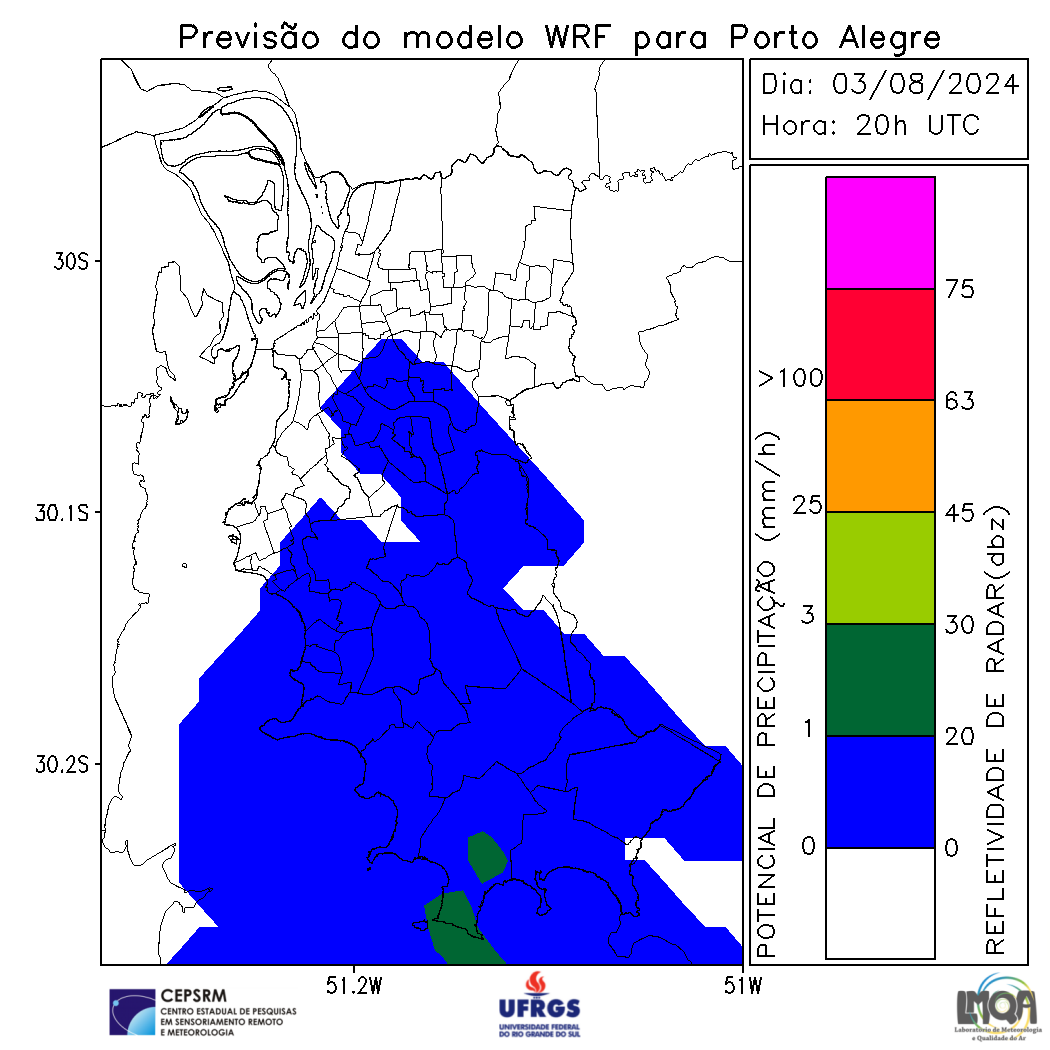 Previsão do modelo WRF para Porto Alegre
Dia: 03/08/2024
Hora: 20h UTC
30S
30.1S
30.2S
51.2W
51W
POTENCIAL DE PRECIPITAÇÃO (mm/h)
>100
25
3
1
0
75
63
45
30
20
0
REFLETIVIDADE DE RADAR(dbz)
CEPSRM
CENTRO ESTADUAL DE PESQUISAS
EM SENSORIAMENTO REMOTO
E METEOROLOGIA
UFRGS
UNIVERSIDADE FEDERAL
DO RIO GRANDE DO SUL
LMQA
Laboratório de Meteorologia
e Qualidade do Ar